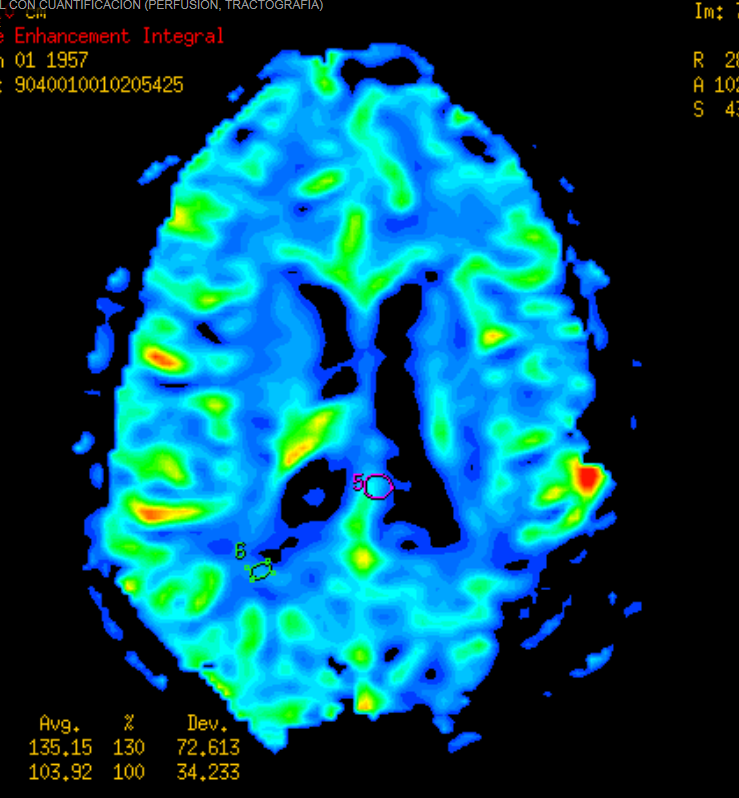 L CON CUANTIFICACION (PERFUSION, TRACTOGRAFIA)
CM
Im:
e Enhancement Integral
01 1957
R 28
: 9040010010205425
A 102
S 43
5
6
Avg. % Dev.
135.15 130 72.613
103.92 100 34.233